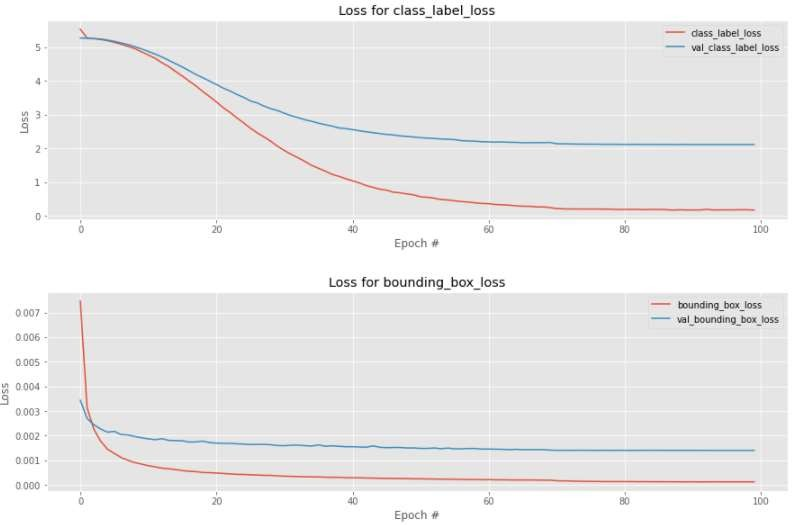 Loss for class_label_loss
class_label_loss
val_class_label_loss
5
4
3
2
1
0
Loss
0 20 40 60 80 100
Epoch #
Loss for bounding_box_loss
bounding_box_loss
val_bounding_box_loss
0.007
0.006
0.005
0.004
0.003
0.002
0.001
0.000
Loss
0 20 40 60 80 100
Epoch #